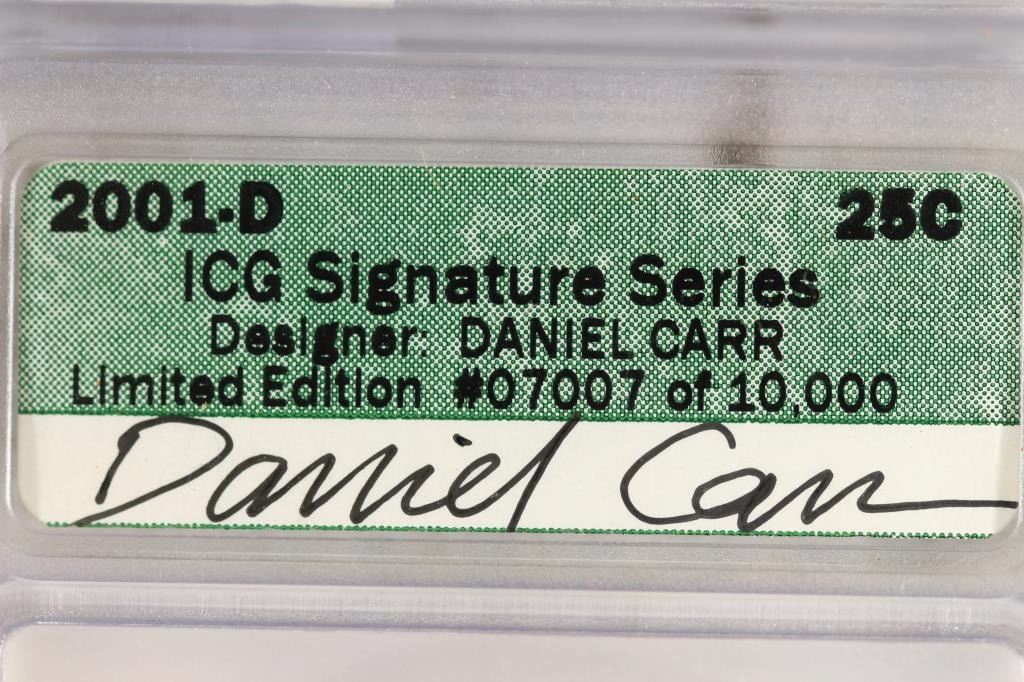 2001-D 25C
ICG Signature Series
Designer: DANIEL CARR
Limited Edition #07007 of 10,000
Daniel Carr